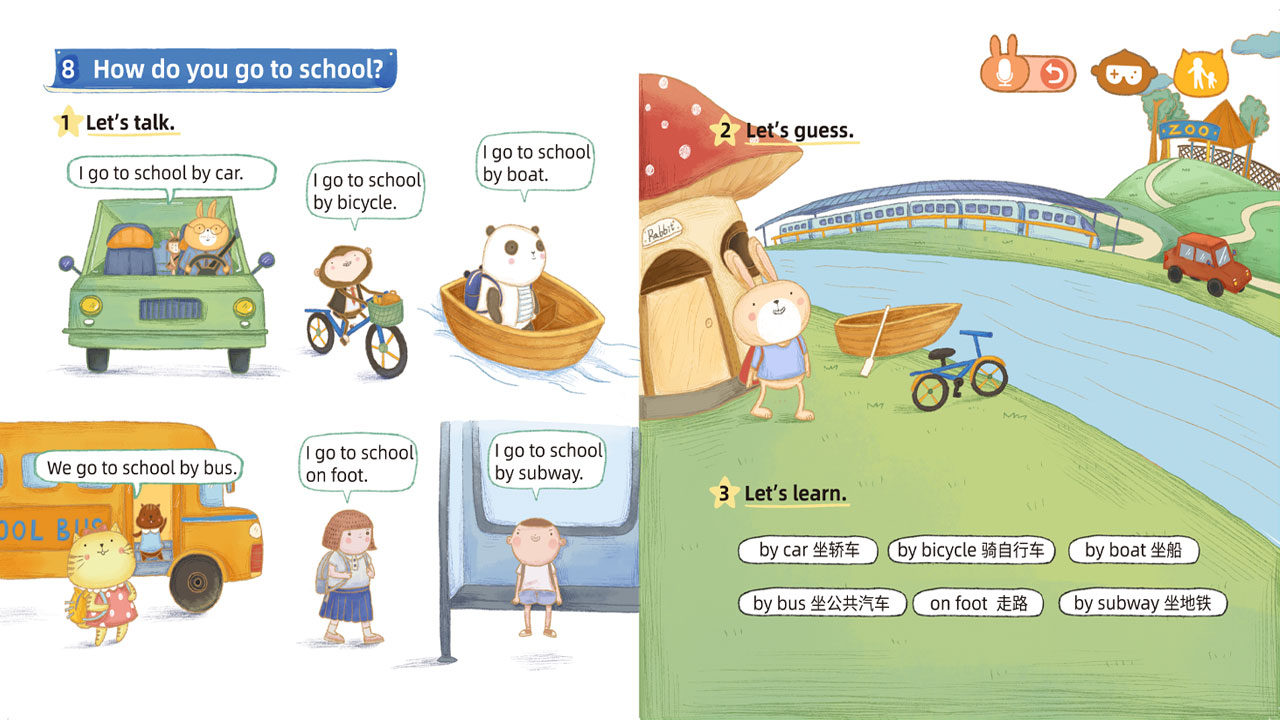 8 How do you go to school?
1 Let's talk.
I go to school by car.
I go to school
by bicycle.
I go to school
by boat.
We go to school by bus.
OOL BUS
I go to school
on foot.
I go to school
by subway.
2 Let's guess.
ZOO
Rabbit
3 Let's learn.
by car 坐轿车
by bicycle 骑自行车
by boat 坐船
by bus 坐公共汽车
on foot 走路
by subway 坐地铁